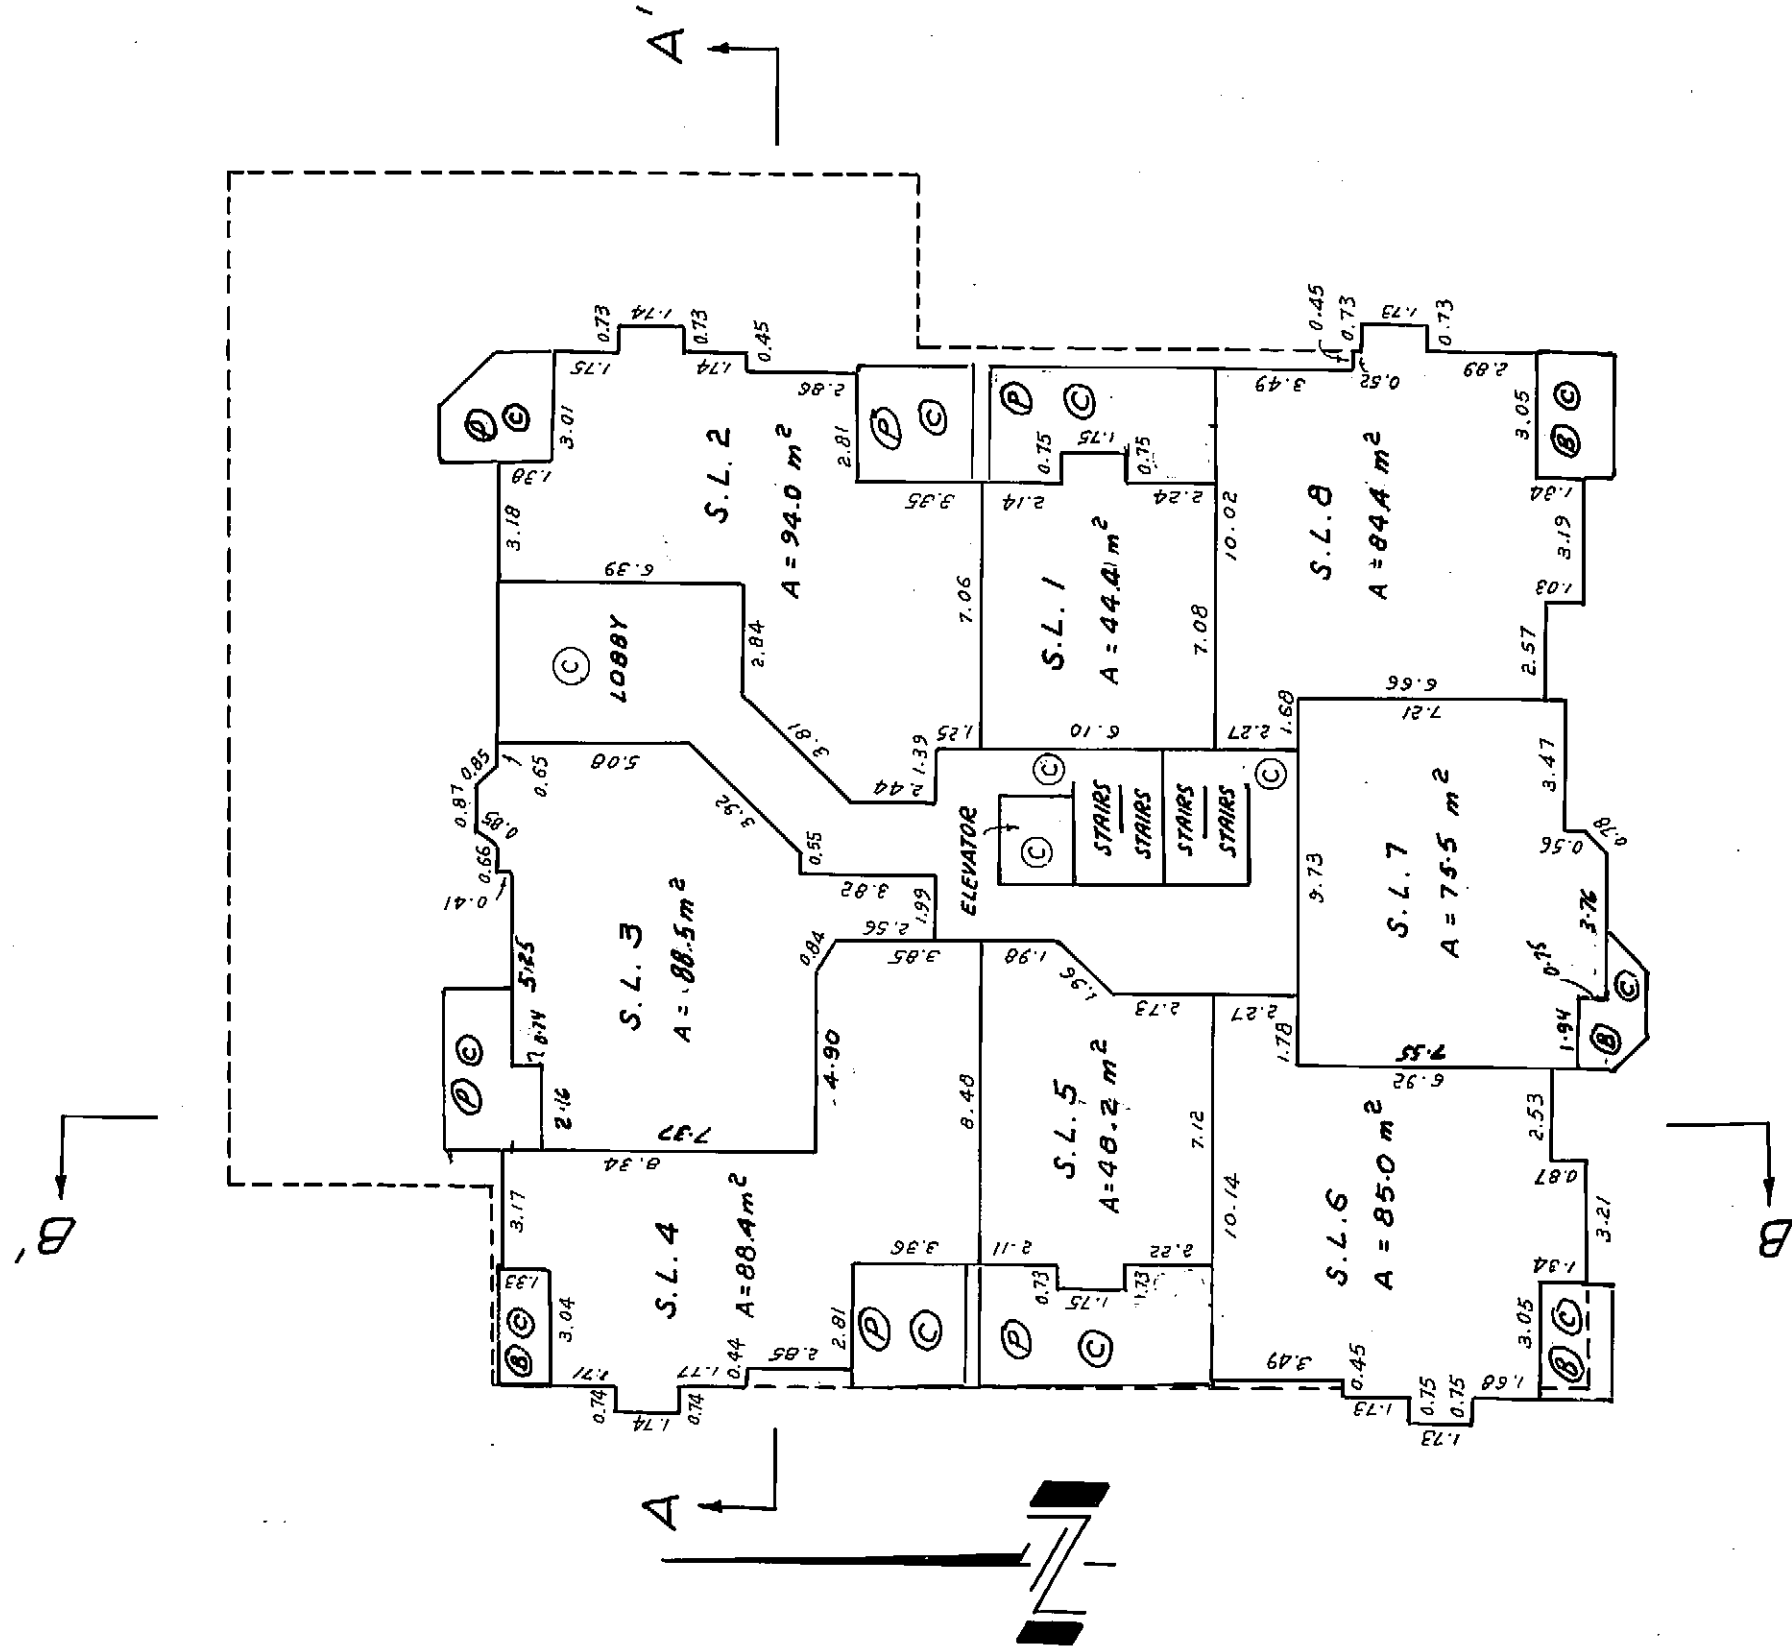 A'
B'
B
A
S.L. 2
A = 94.0 m²
3.18
1.38
3.01
1.75
0.73
1.74
0.73
1.74
0.45
2.86
2.81
3.35
7.06
1.25
1.39
2.44
3.81
2.84
6.39
P
C
P
C
LOBBY
C
S.L. 3
A = 88.5 m²
0.85
0.65
0.87
0.85
0.66
0.41
5.25
0.74
2.16
7.37
4.90
0.84
2.56
1.99
3.82
0.55
3.92
5.08
P
C
S.L. 4
A = 88.4 m²
8.34
3.17
1.33
3.04
1.71
0.74
1.74
0.74
1.77
0.44
2.85
2.81
3.36
8.48
3.85
B
C
P
C
S.L. 1
A = 44.4 m²
2.14
0.75
1.75
0.75
2.24
7.08
6.10
P
C
ELEVATOR
C
C
STAIRS
STAIRS
STAIRS
STAIRS
C
S.L. 5
A = 48.2 m²
1.98
1.96
2.73
7.12
2.22
0.73
1.75
0.73
2.11
P
C
S.L. 8
A = 84.4 m²
10.02
3.49
0.45
0.52
0.73
1.73
0.73
2.89
3.05
1.34
3.19
1.03
2.57
6.66
1.68
2.27
B
C
S.L. 7
A = 75.5 m²
9.73
7.21
3.47
0.56
0.78
3.76
0.75
1.94
7.55
B
C
S.L. 6
A = 85.0 m²
2.27
1.78
6.92
2.53
0.87
3.21
1.34
3.05
1.68
0.75
1.73
0.75
1.73
0.45
3.49
10.14
B
C
N